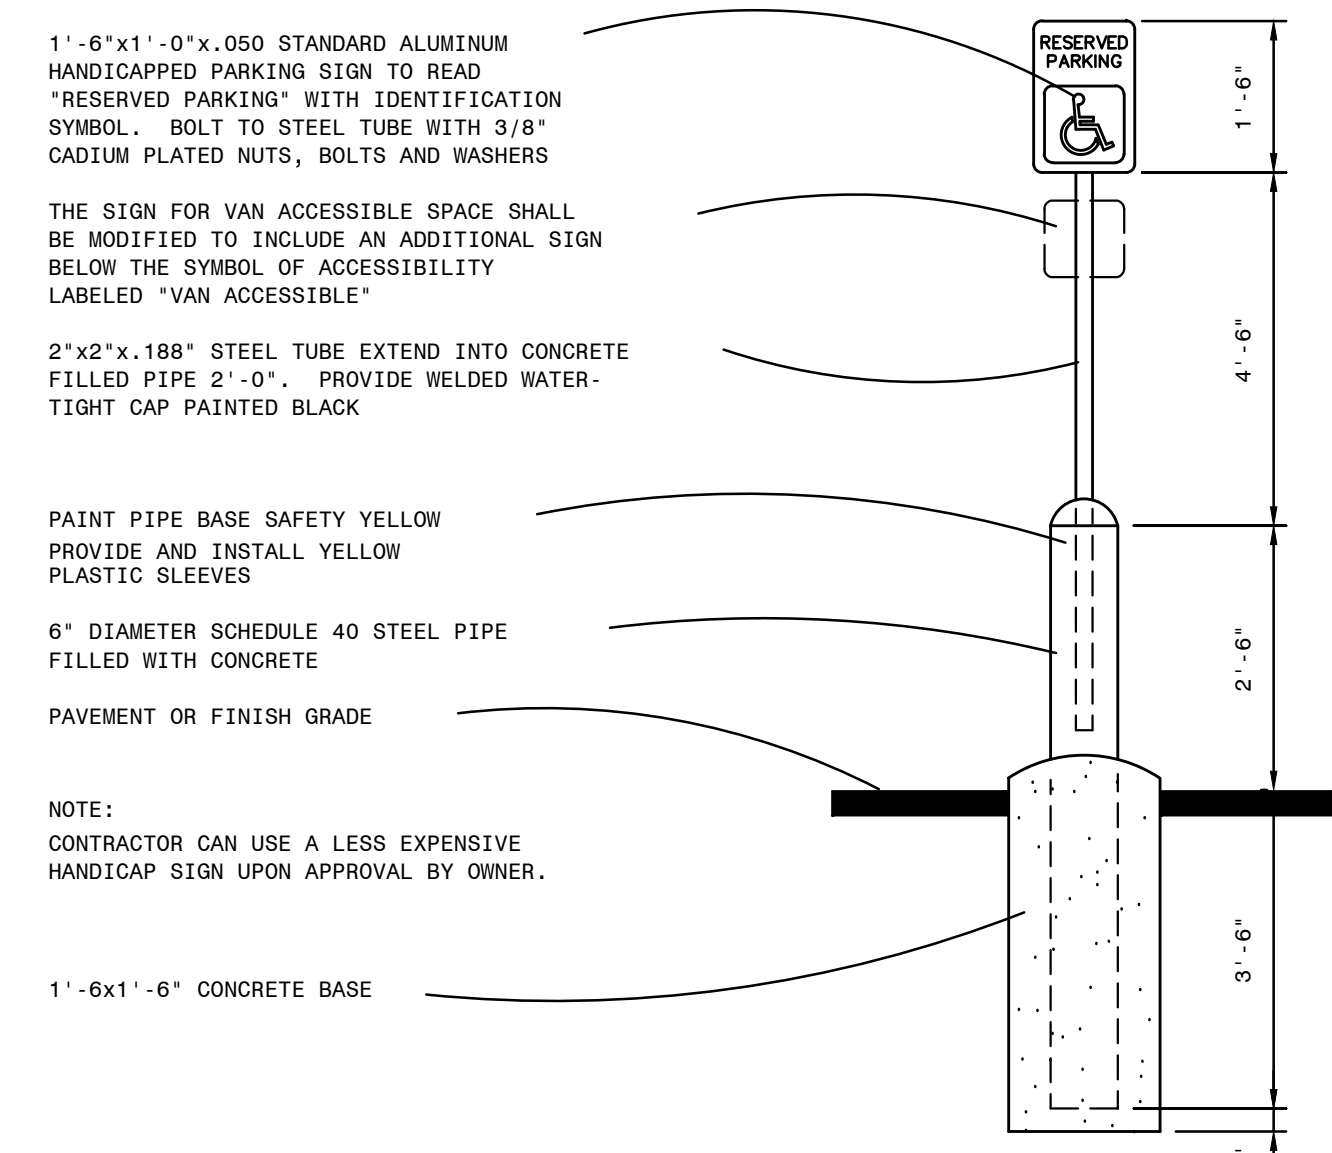 1'-6"x1'-0"x.050 STANDARD ALUMINUM
HANDICAPPED PARKING SIGN TO READ
"RESERVED PARKING" WITH IDENTIFICATION
SYMBOL.  BOLT TO STEEL TUBE WITH 3/8"
CADIUM PLATED NUTS, BOLTS AND WASHERS
THE SIGN FOR VAN ACCESSIBLE SPACE SHALL
BE MODIFIED TO INCLUDE AN ADDITIONAL SIGN
BELOW THE SYMBOL OF ACCESSIBILITY
LABELED "VAN ACCESSIBLE"
2"x2"x.188" STEEL TUBE EXTEND INTO CONCRETE
FILLED PIPE 2'-0".  PROVIDE WELDED WATER-
TIGHT CAP PAINTED BLACK
PAINT PIPE BASE SAFETY YELLOW
PROVIDE AND INSTALL YELLOW
PLASTIC SLEEVES
6" DIAMETER SCHEDULE 40 STEEL PIPE
FILLED WITH CONCRETE
PAVEMENT OR FINISH GRADE
NOTE:
CONTRACTOR CAN USE A LESS EXPENSIVE
HANDICAP SIGN UPON APPROVAL BY OWNER.
1'-6x1'-6" CONCRETE BASE
RESERVED
PARKING
1'-6"
4'-6"
2'-6"
3'-6"